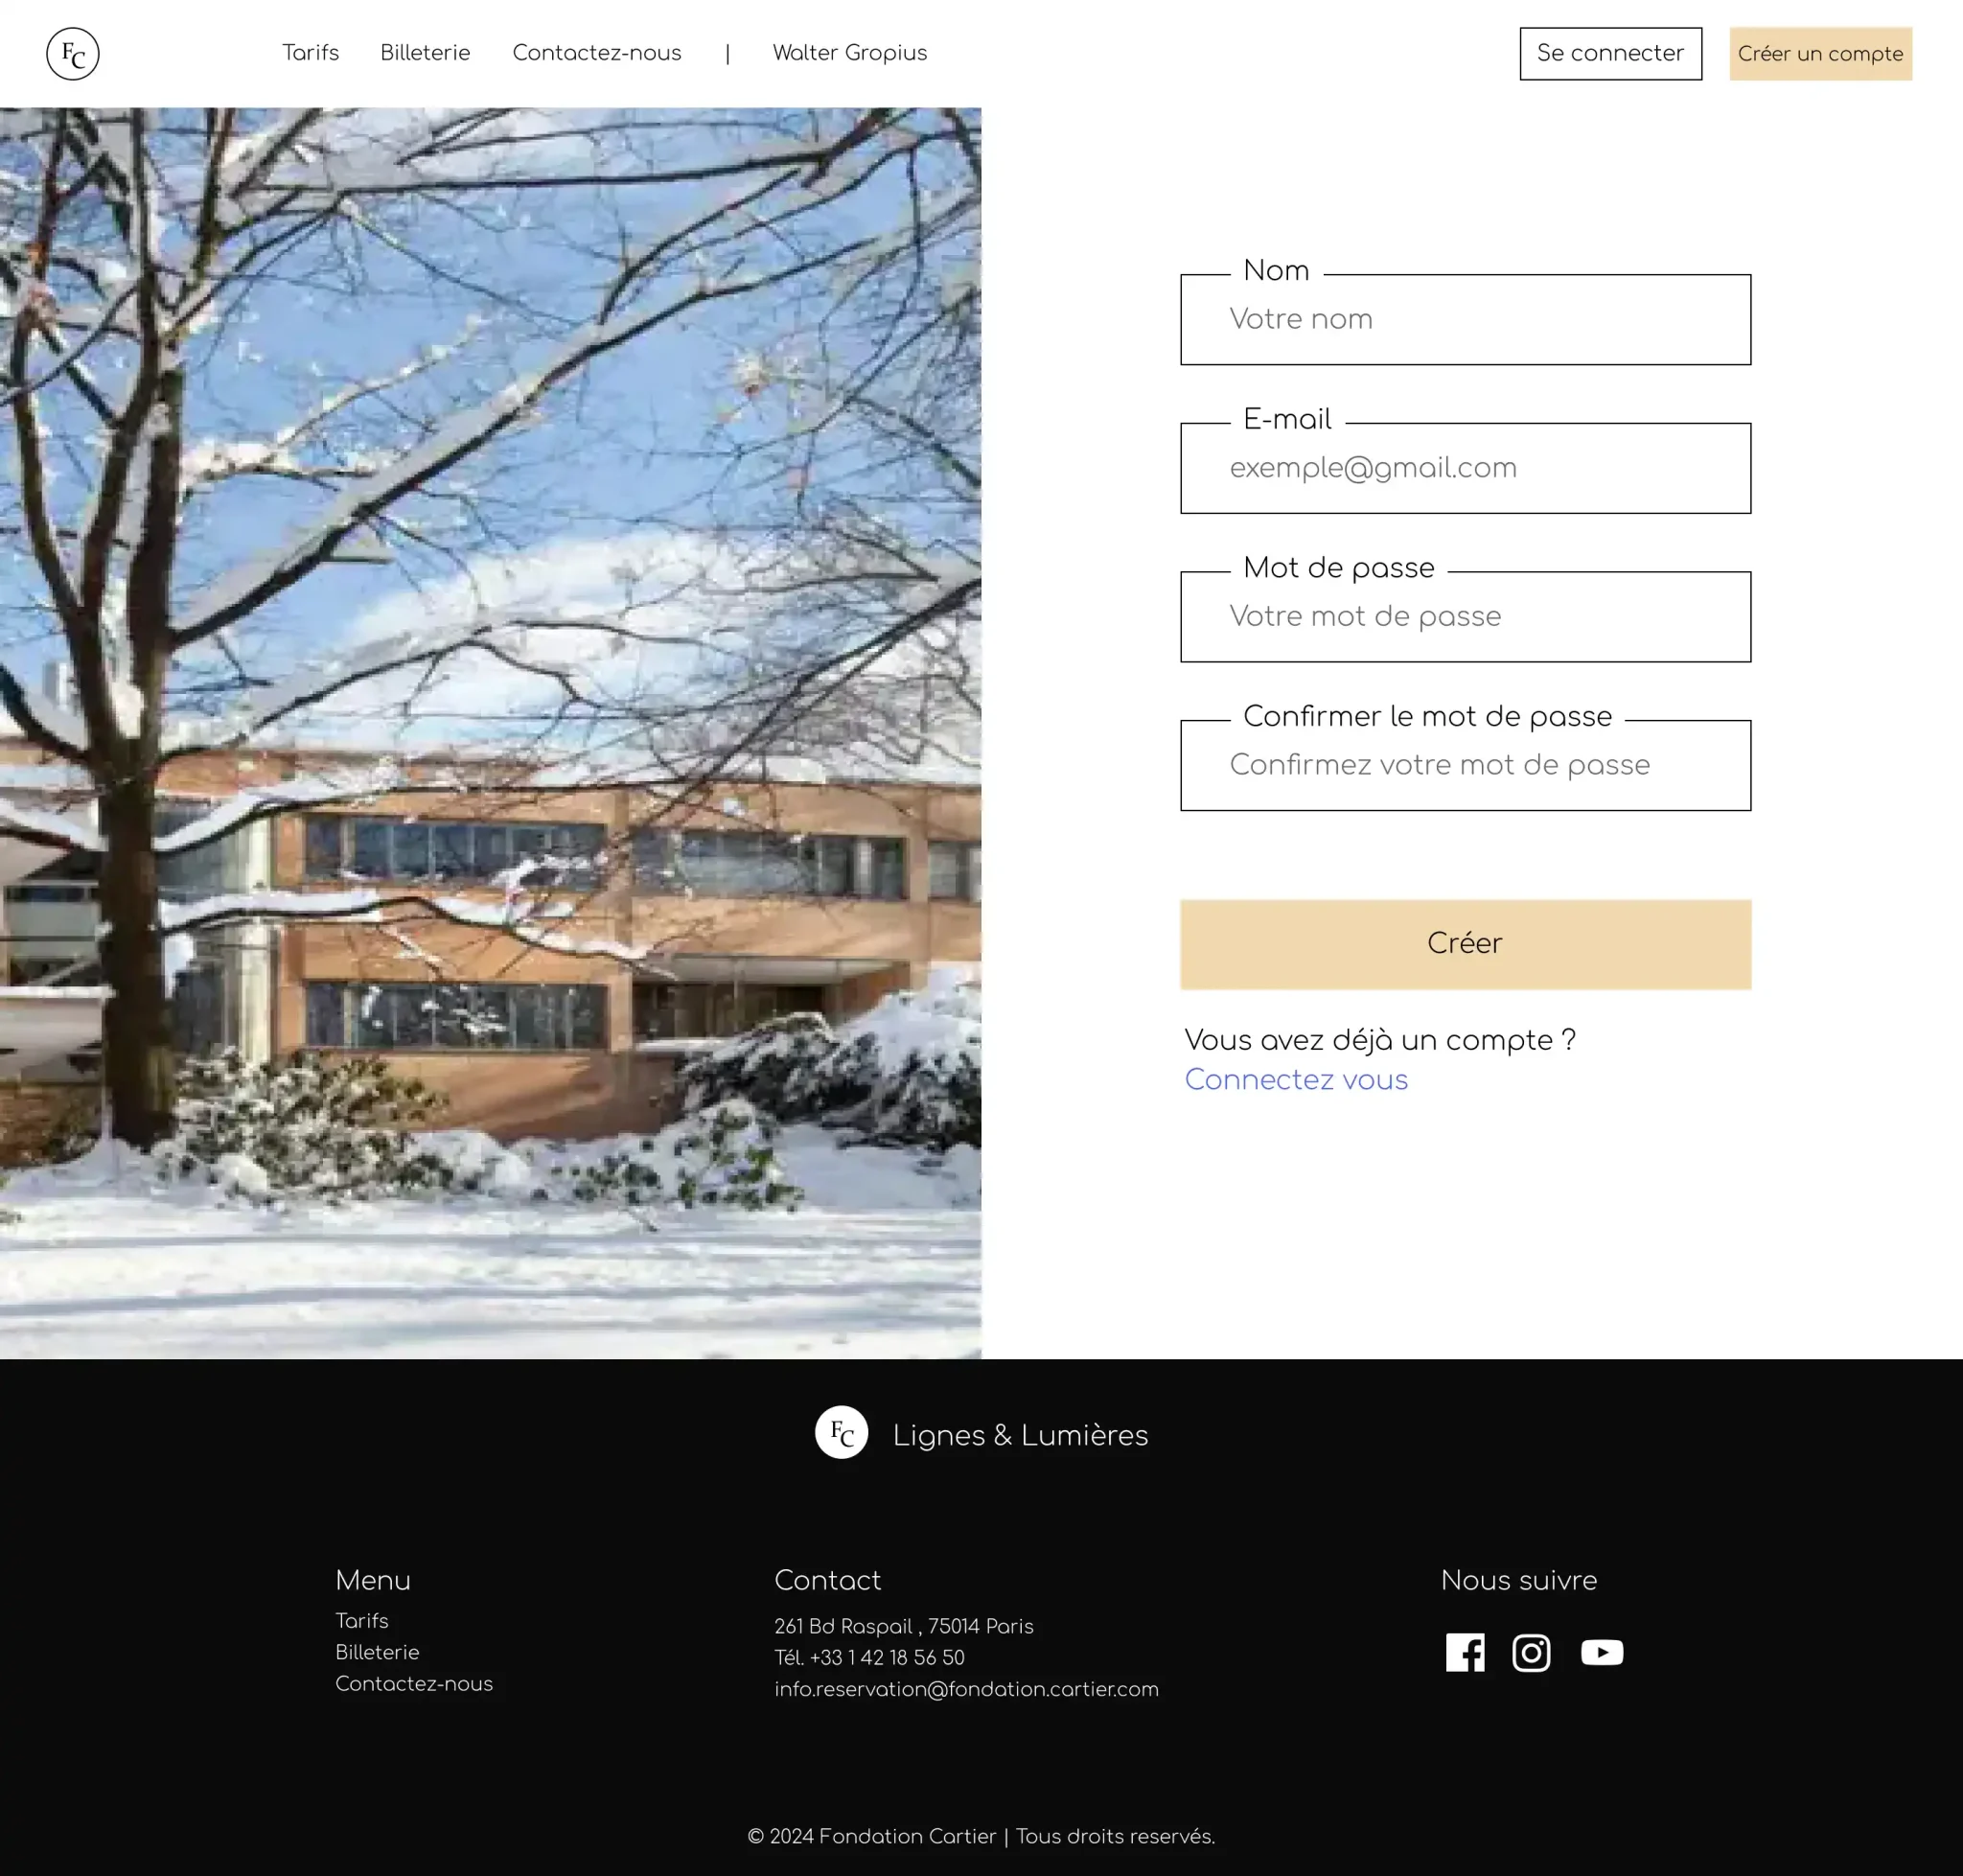 FC
Tarifs Billeterie Contactez-nous | Walter Gropius
Se connecter Créer un compte
Nom
Votre nom
E-mail
exemple@gmail.com
Mot de passe
Votre mot de passe
Confirmer le mot de passe
Confirmez votre mot de passe
Créer
Vous avez déjà un compte ?
Connectez vous
FC Lignes & Lumières
Menu
Tarifs
Billeterie
Contactez-nous
Contact
261 Bd Raspail , 75014 Paris
Tél. +33 1 42 18 56 50
info.reservation@fondation.cartier.com
Nous suivre
© 2024 Fondation Cartier | Tous droits reservés.